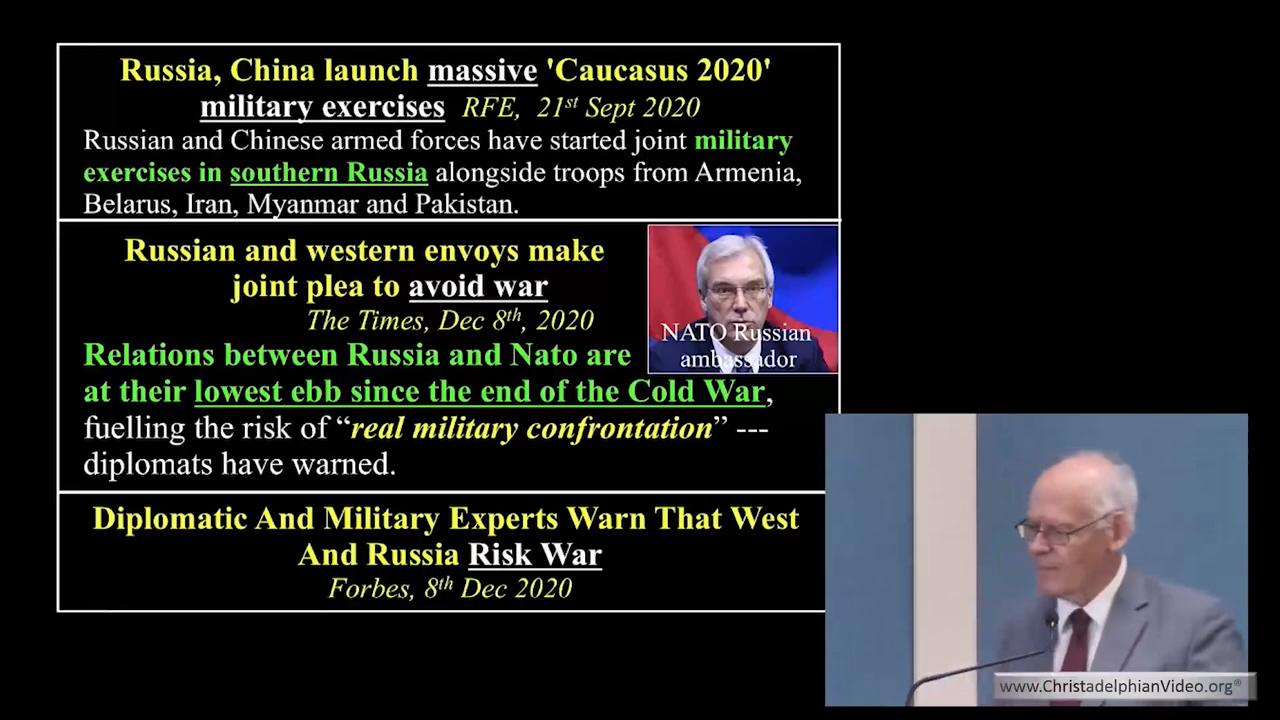 Russia, China launch massive 'Caucasus 2020'
military exercises RFE, 21st Sept 2020
Russian and Chinese armed forces have started joint military
exercises in southern Russia alongside troops from Armenia,
Belarus, Iran, Myanmar and Pakistan.
Russian and western envoys make
joint plea to avoid war
The Times, Dec 8th, 2020
NATO Russian
ambassador
Relations between Russia and Nato are
at their lowest ebb since the end of the Cold War,
fuelling the risk of “real military confrontation” ---
diplomats have warned.
Diplomatic And Military Experts Warn That West
And Russia Risk War
Forbes, 8th Dec 2020
www.ChristadelphianVideo.org®